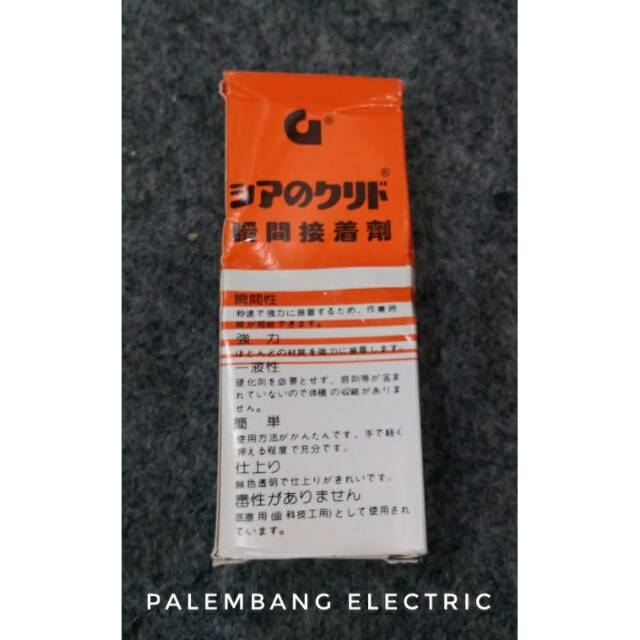 G®
シアのクリド®
瞬間接着劑
瞬間性
秒速で強力に接着するため、作業時
間が短縮できます。
強 力
ほとんどの材質を強力に接着します。
一液性
硬化剤を必要とせず、溶剤等が含ま
れていないので体積の収縮がありま
せん。
簡 単
使用方法がかんたんです。手で軽く
押える程度で充分です。
仕上り
無色透明で仕上りがきれいです。
毒性がありません
医療用(歯科技工用)として使用され
ています。
PALEMBANG ELECTRIC